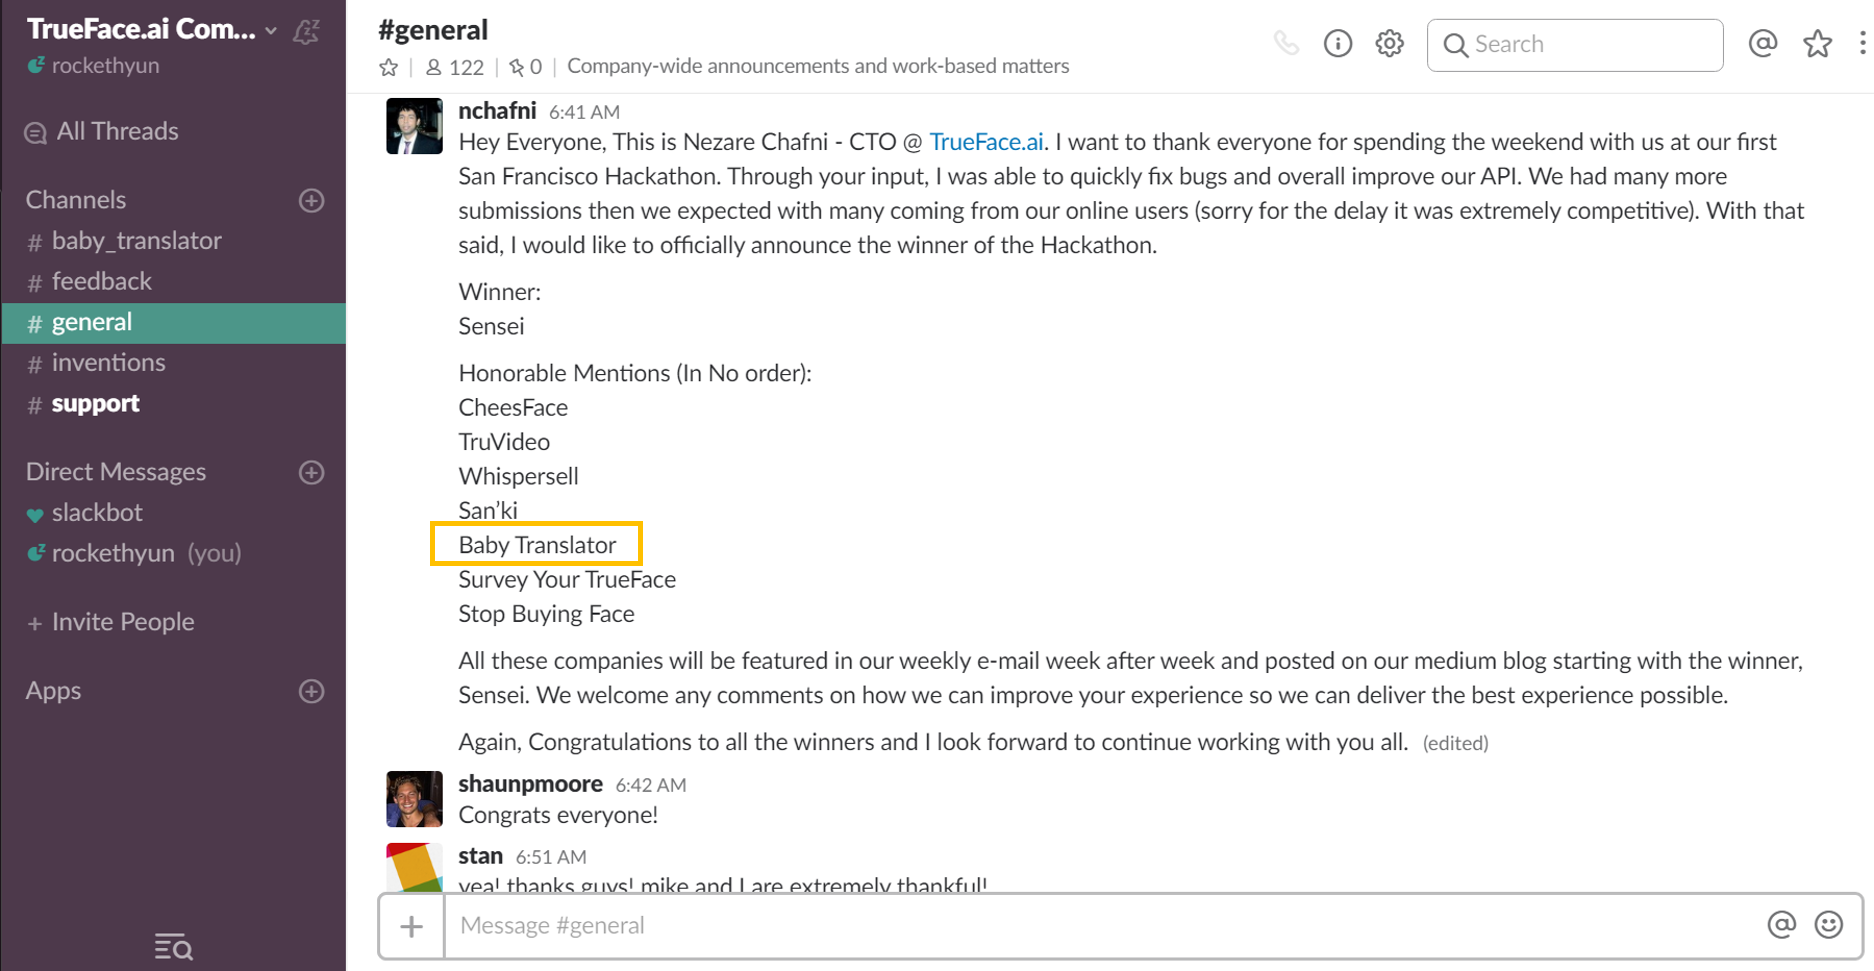 TrueFace.ai Com...
rockethyun
All Threads
Channels
# baby_translator
# feedback
# general
# inventions
# support
Direct Messages
slackbot
rockethyun (you)
+ Invite People
Apps
#general
122 | 0 | Company-wide announcements and work-based matters
Search
nchafni 6:41 AM
Hey Everyone, This is Nezare Chafni - CTO @ TrueFace.ai. I want to thank everyone for spending the weekend with us at our first
San Francisco Hackathon. Through your input, I was able to quickly fix bugs and overall improve our API. We had many more
submissions then we expected with many coming from our online users (sorry for the delay it was extremely competitive). With that
said, I would like to officially announce the winner of the Hackathon.
Winner:
Sensei
Honorable Mentions (In No order):
CheesFace
TruVideo
Whispersell
San’ki
Baby Translator
Survey Your TrueFace
Stop Buying Face
All these companies will be featured in our weekly e-mail week after week and posted on our medium blog starting with the winner,
Sensei. We welcome any comments on how we can improve your experience so we can deliver the best experience possible.
Again, Congratulations to all the winners and I look forward to continue working with you all. (edited)
shaunpmoore 6:42 AM
Congrats everyone!
stan 6:51 AM
yea! thanks guys! mike and I are extremely thankful!
Message #general